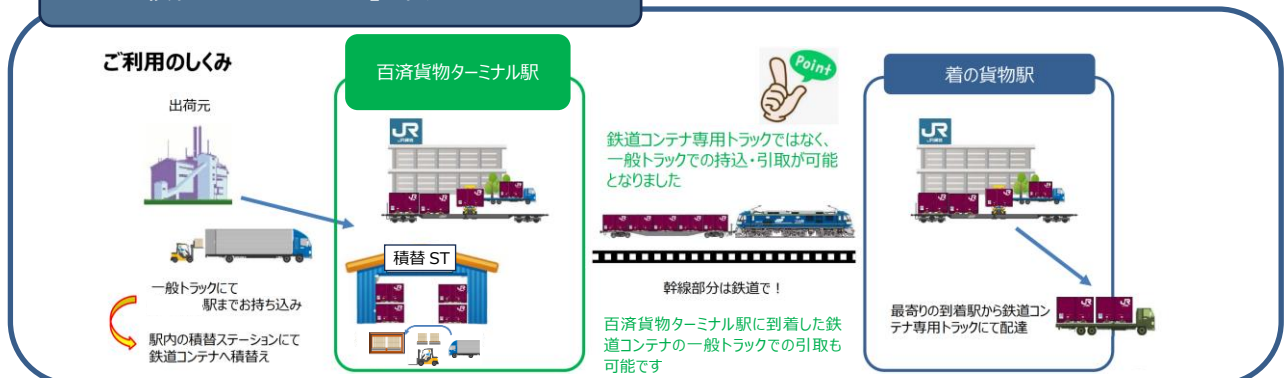 ご利用のしくみ
出荷元
一般トラックにて
駅までお持ち込み
駅内の積替ステーションにて
鉄道コンテナへ積替え
百済貨物ターミナル駅
JR
積替 ST
Point
鉄道コンテナ専用トラックではなく、
一般トラックでの持込・引取が可能
となりました
幹線部分は鉄道で！
百済貨物ターミナル駅に到着した鉄
道コンテナの一般トラックでの引取も
可能です
着の貨物駅
JR
最寄りの到着駅から鉄道コン
テナ専用トラックにて配達